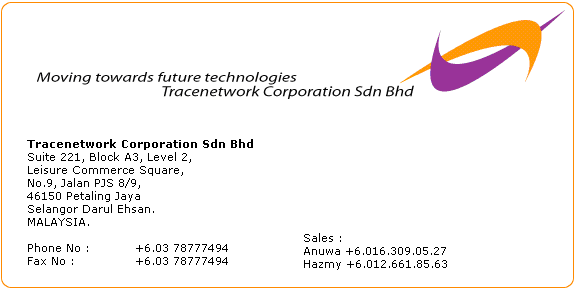 Moving towards future technologies
Tracenetwork Corporation Sdn Bhd
Tracenetwork Corporation Sdn Bhd
Suite 221, Block A3, Level 2,
Leisure Commerce Square,
No.9, Jalan PJS 8/9,
46150 Petaling Jaya
Selangor Darul Ehsan.
MALAYSIA.
Phone No : +6.03 78777494
Fax No : +6.03 78777494
Sales :
Anuwa +6.016.309.05.27
Hazmy +6.012.661.85.63